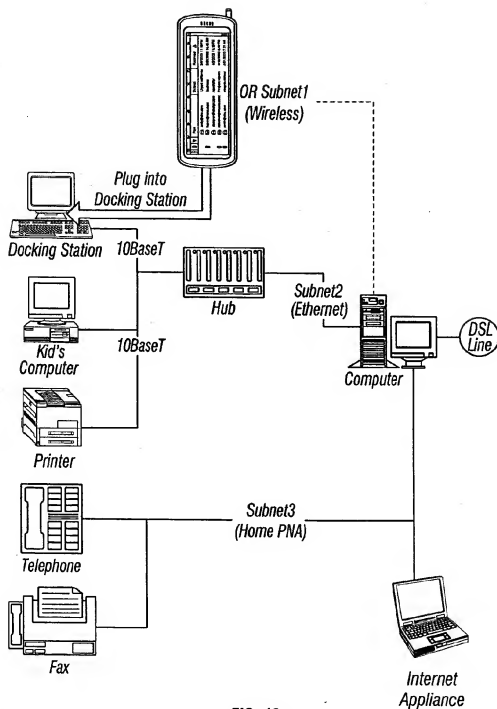 OR Subnet1
(Wireless)
Plug into
Docking Station
Docking Station
10BaseT
Hub
Subnet2
(Ethernet)
DSL
Line
Kid's
Computer
10BaseT
Computer
Printer
Subnet3
(Home PNA)
Telephone
Fax
Internet
Appliance